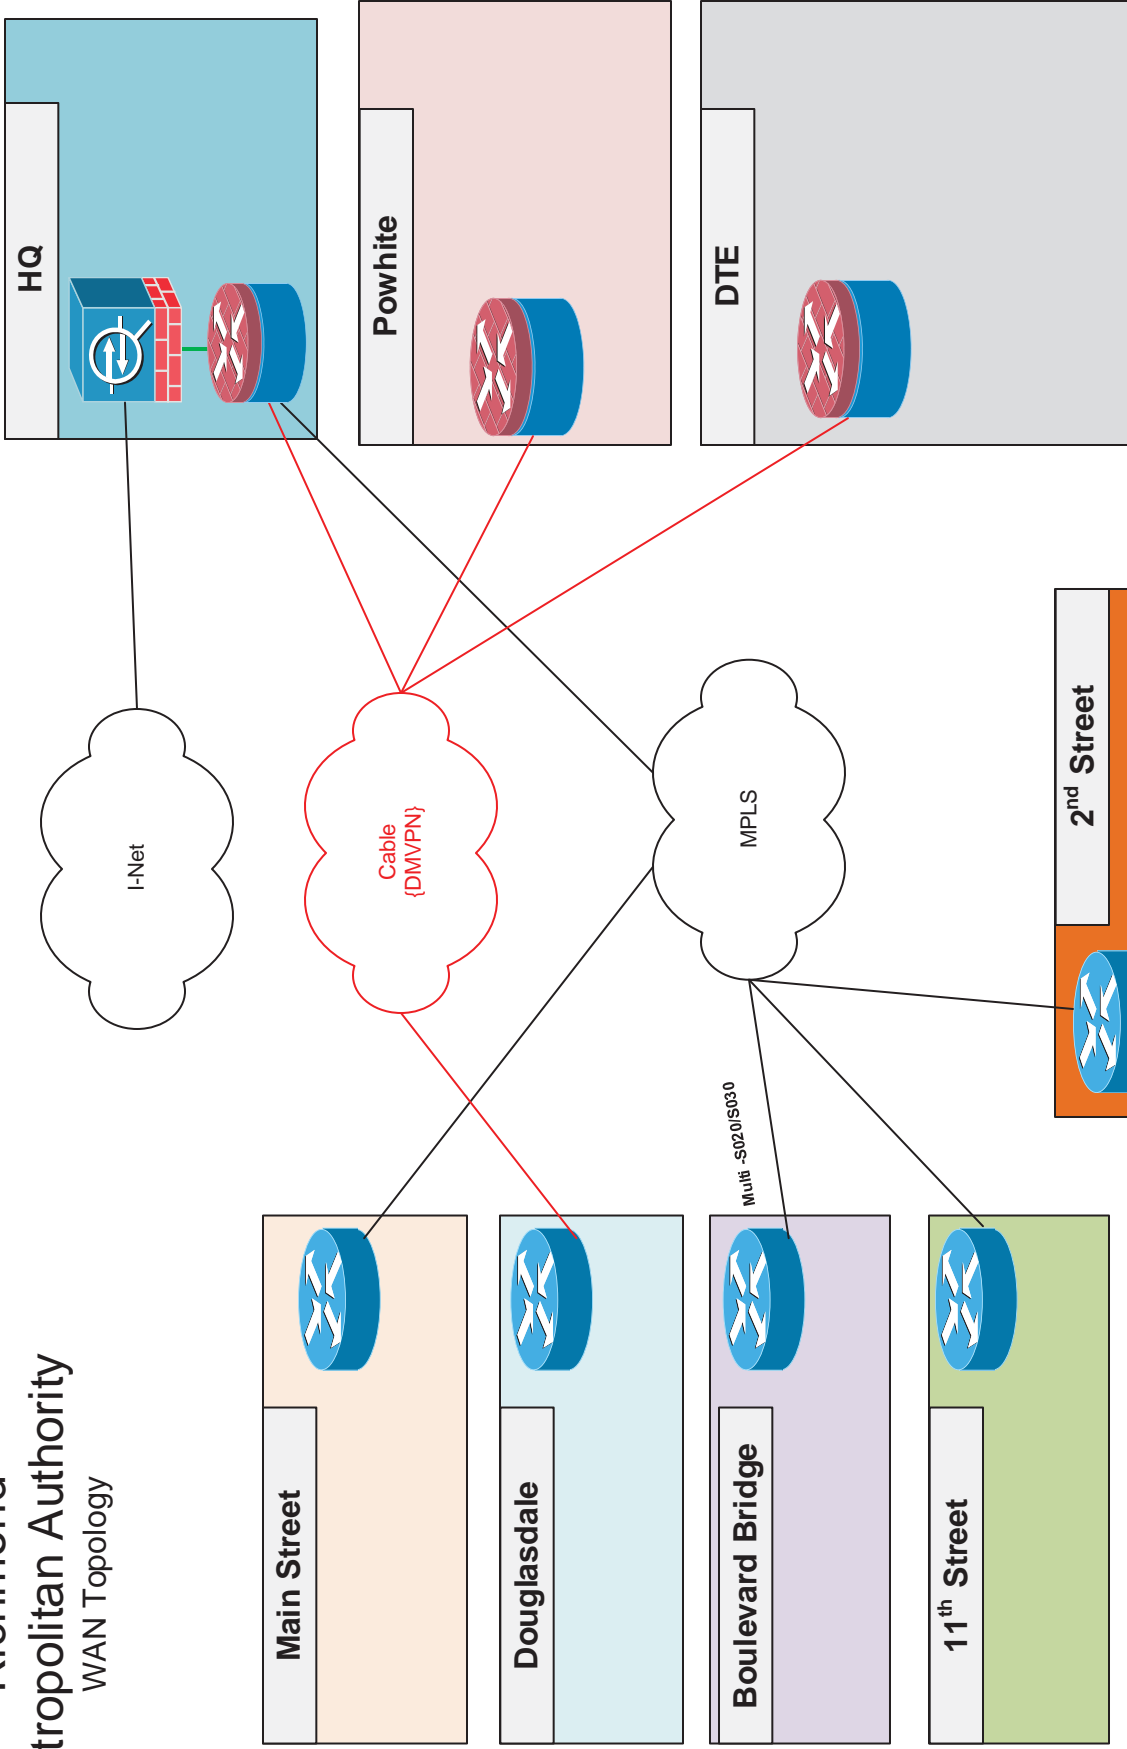 tropolitan Authority
WAN Topology
HQ
Powhite
DTE
I-Net
Cable
{DMVPN}
MPLS
2nd Street
Multi -S020/S030
Main Street
Douglasdale
Boulevard Bridge
11th Street